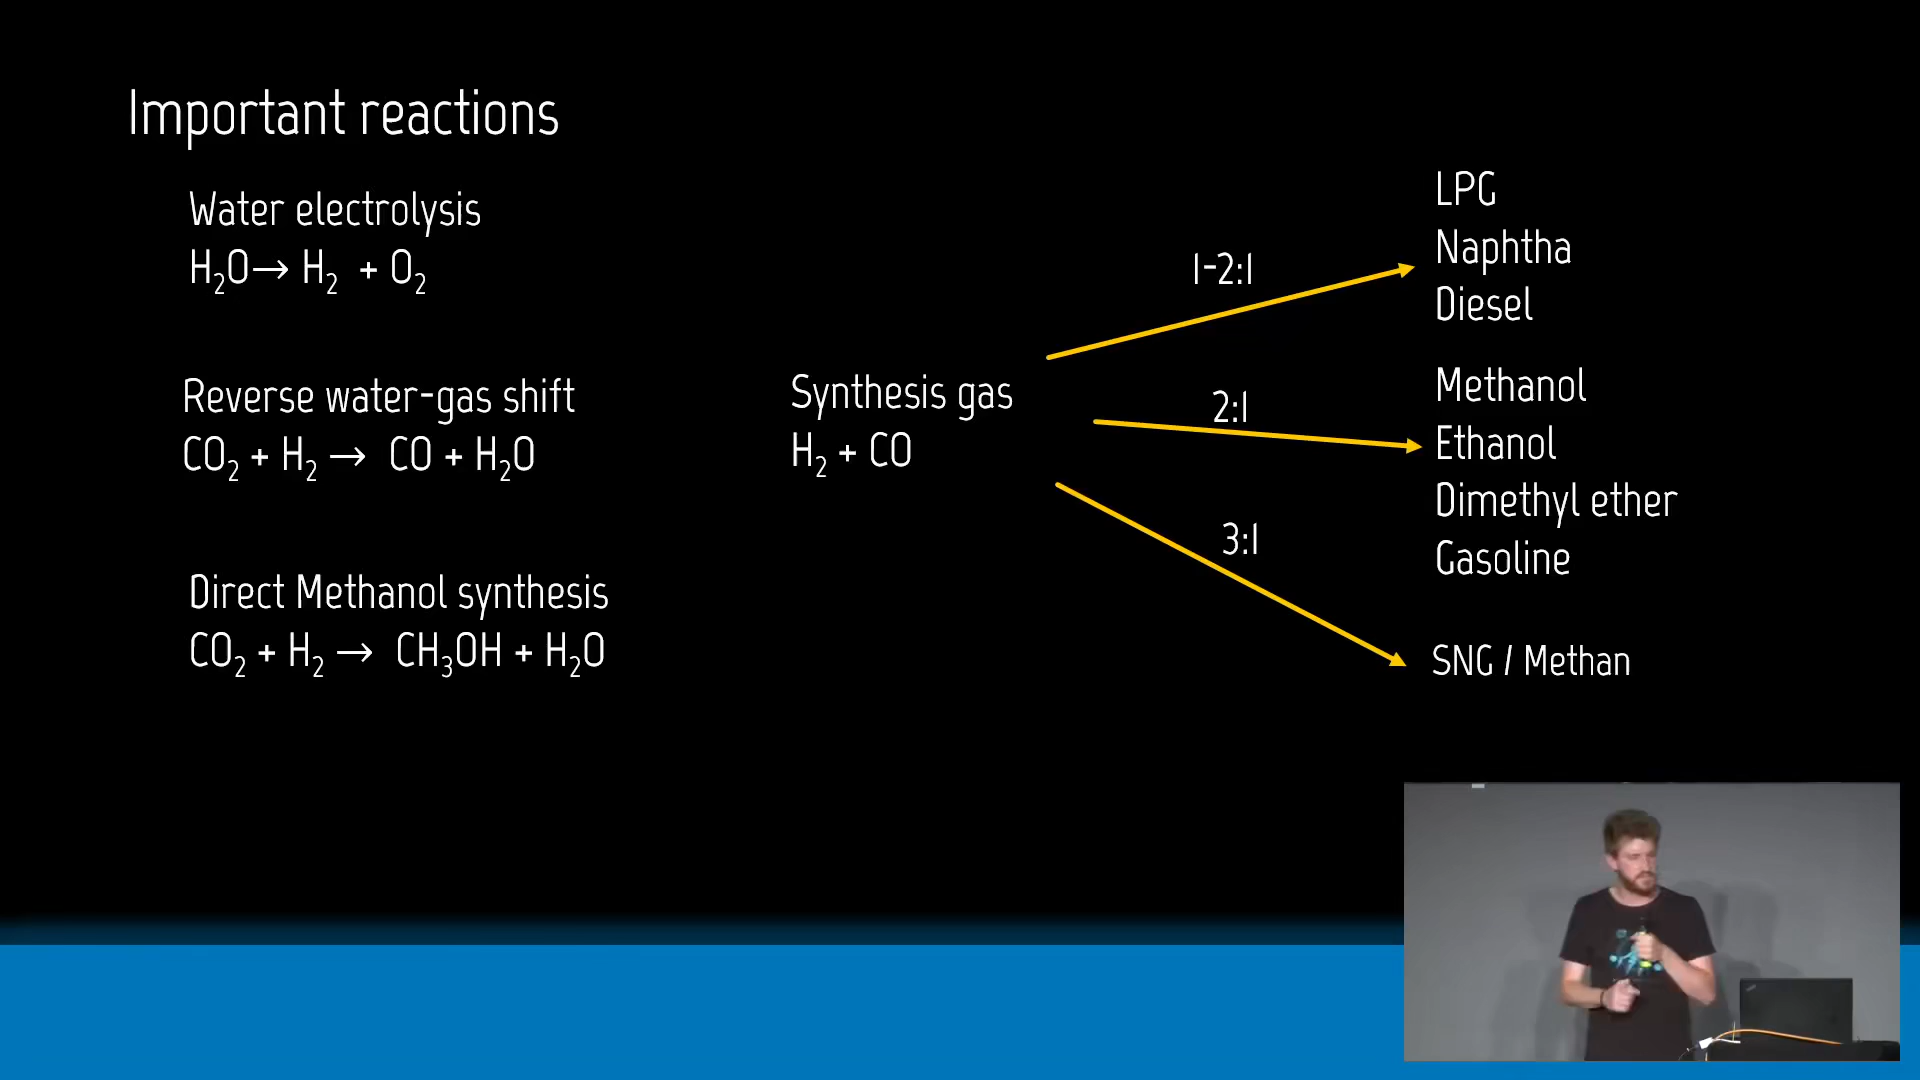 Important reactions
Water electrolysis
H₂O→ H₂ + O₂
Reverse water-gas shift
CO₂ + H₂ → CO + H₂O
Direct Methanol synthesis
CO₂ + H₂ → CH₃OH + H₂O
Synthesis gas
H₂ + CO
1-2:1
2:1
3:1
LPG
Naphtha
Diesel
Methanol
Ethanol
Dimethyl ether
Gasoline
SNG / Methan